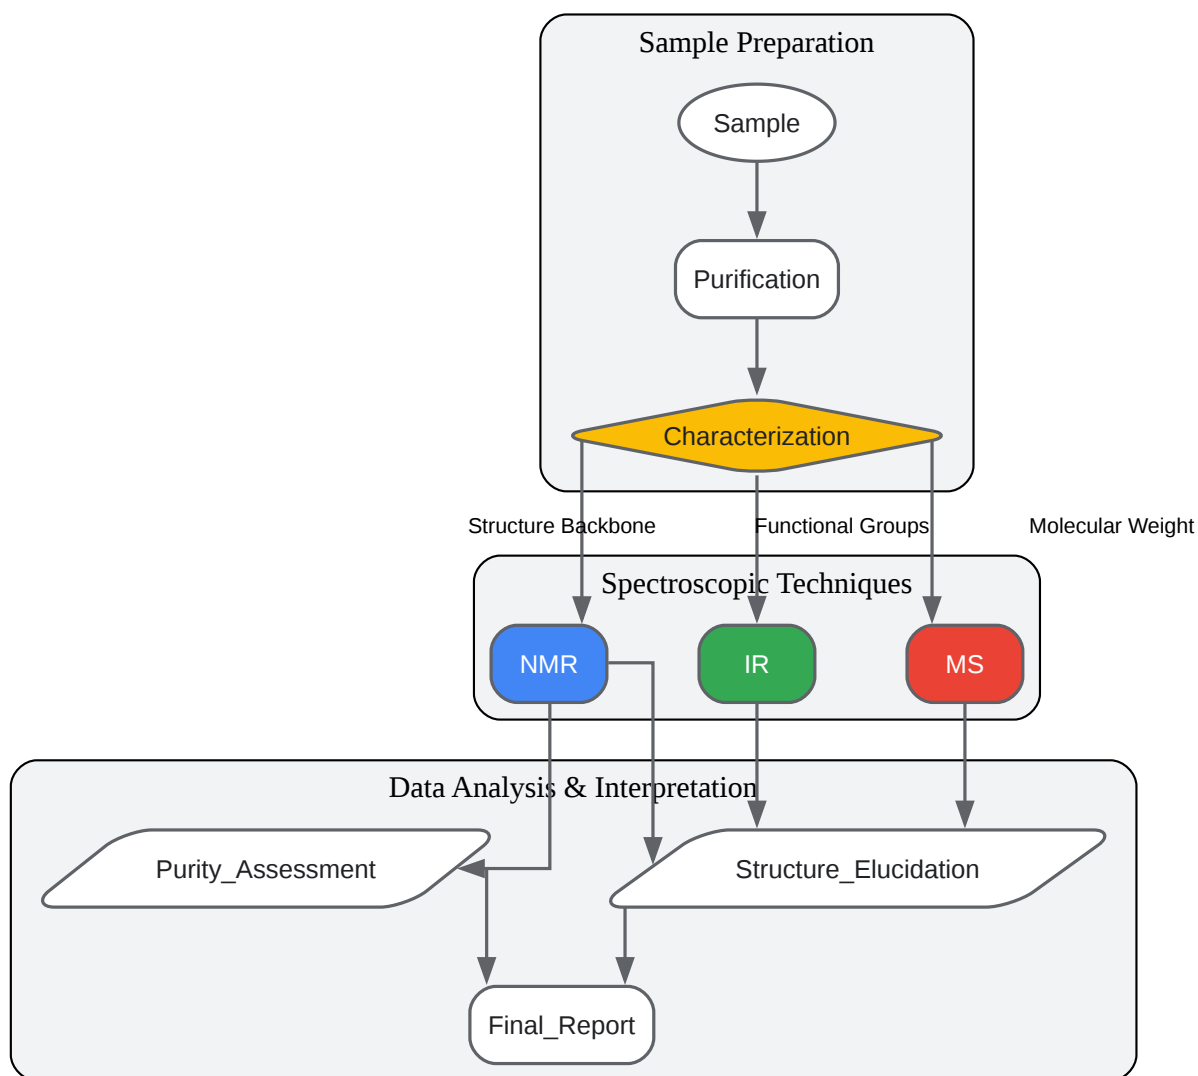 Sample Preparation
Sample
Purification
Characterization
Structure Backbone
Functional Groups
Molecular Weight
Spectroscopic Techniques
NMR
IR
MS
Data Analysis & Interpretation
Purity_Assessment
Structure_Elucidation
Final_Report